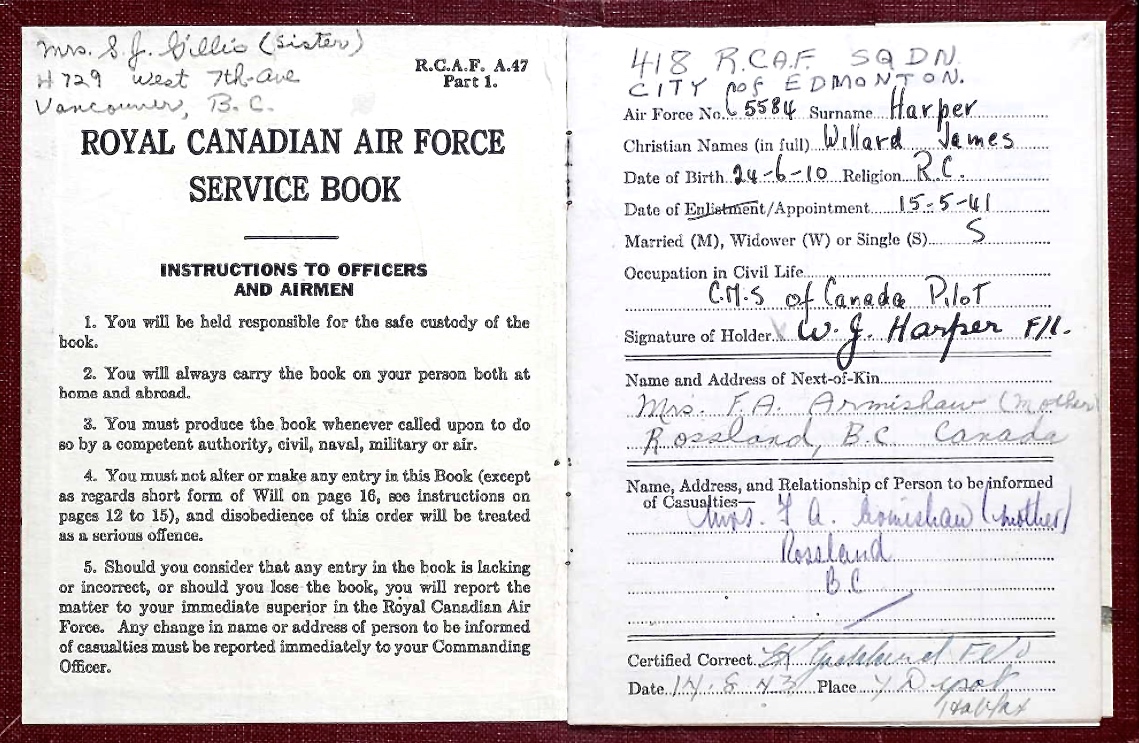 Mrs. S. J. Gillis (Sister)
4729 West 7th-Ave
Vancouver, B.C.
R.C.A.F. A.47
Part 1.
ROYAL CANADIAN AIR FORCE
SERVICE BOOK
INSTRUCTIONS TO OFFICERS
AND AIRMEN
1. You will be held responsible for the safe custody of the
book.
2. You will always carry the book on your person both at
home and abroad.
3. You must produce the book whenever called upon to do
so by a competent authority, civil, naval, military or air.
4. You must not alter or make any entry in this Book (except
as regards short form of Will on page 16, see instructions on
pages 12 to 15), and disobedience of this order will be treated
as a serious offence.
5. Should you consider that any entry in the book is lacking
or incorrect, or should you lose the book, you will report the
matter to your immediate superior in the Royal Canadian Air
Force. Any change in name or address of person to be informed
of casualties must be reported immediately to your Commanding
Officer.
418 R.C.A.F. SQDN.
CITY of EDMONTON.
Air Force No. 5584 Surname Harper
Christian Names (in full) Willard James
Date of Birth 24-6-10 Religion R.C.
Date of Enlistment/Appointment 15-5-41
Married (M), Widower (W) or Single (S) S
Occupation in Civil Life
C.M.S of Canada Pilot
Signature of Holder W. J. Harper F/L.
Name and Address of Next-of-Kin
Mrs. F.A. Armishaw (Mother)
Rossland, B.C Canada
Name, Address, and Relationship of Person to be informed
of Casualties—
Mrs. F A. Armishaw (mother)
Rossland
B.C
Certified Correct F/O
Date 14-8-43 Place Y Depot
Halifax